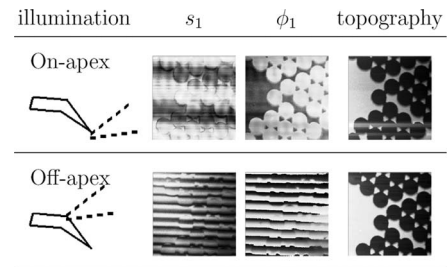 illumination s₁ ϕ₁ topography
On-apex
Off-apex